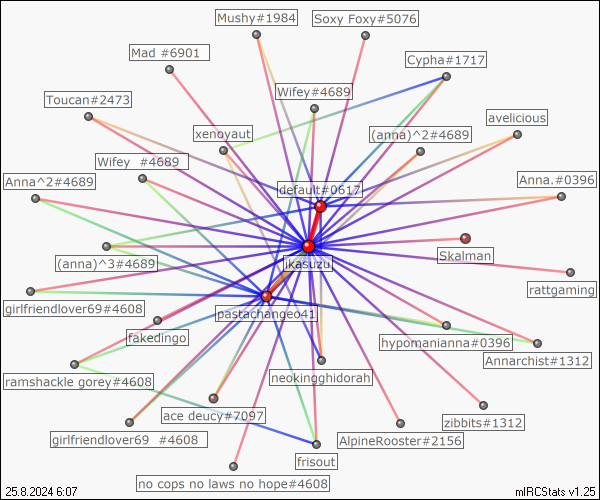 Mushy#1984
Soxy Foxy#5076
Mad #6901
Cypha#1717
Toucan#2473
Wifey#4689
avelicious
xenoyaut
(anna)^2#4689
Wifey  #4689
Anna^2#4689
default#0617
Anna.#0396
(anna)^3#4689
jikasuzu
Skalman
rattgaming
girlfriendlover69#4608
pastachangeo41
fakedingo
hypomanianna#0396
Annarchist#1312
ramshackle gorey#4608
neokingghidorah
ace deucy#7097
zibbits#1312
girlfriendlover69  #4608
AlpineRooster#2156
frisout
no cops no laws no hope#4608
25.8.2024 6:07
mIRCStats v1.25